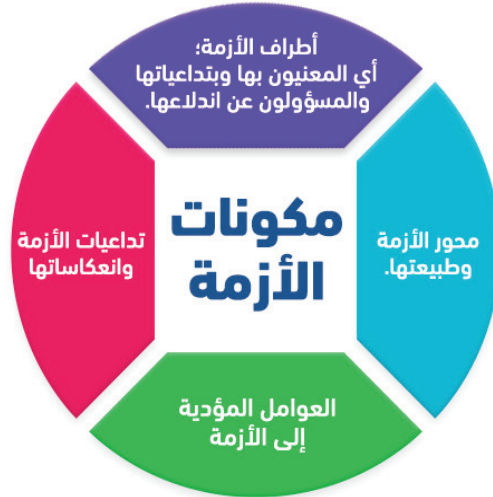 أطراف الأزمة؛
أي المعنيون بها وبتداعياتها
والمسؤولون عن اندلاعها.
محور الأزمة
وطبيعتها.
مكونات
الأزمة
تداعيات الأزمة
وانعكاساتها
العوامل المؤدية
إلى الأزمة